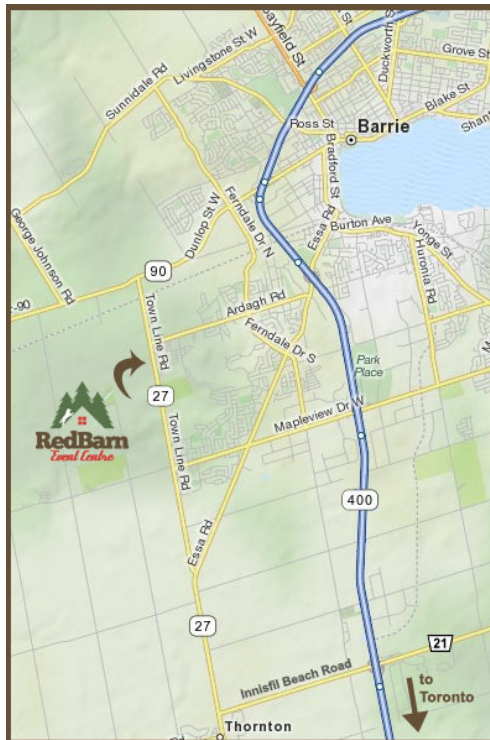 Bayfield St
Duckworth St
Livingstone St W
Grove St
Sunnidale Rd
Blake St
Ross St
Barrie
Bradford St
Ferndale Dr N
Dunlop St W
Essa Rd
Burton Ave
Yonge St
Huronia Rd
George Johnson Rd
90
-90
Town Line Rd
Ardagh Rd
Ferndale Dr S
Park
Place
27
RedBarn
Event Centre
Town Line Rd
Mapleview Dr W
400
Essa Rd
27
21
Innisfil Beach Road
to
Toronto
Thornton